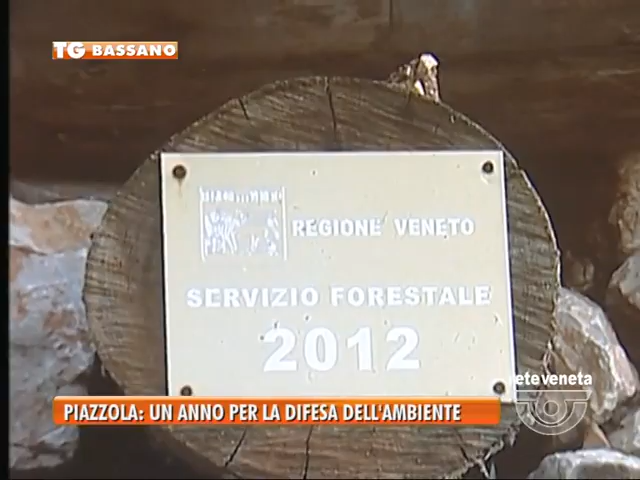 TG BASSANO
REGIONE VENETO
SERVIZIO FORESTALE
2012
reteveneta
PIAZZOLA: UN ANNO PER LA DIFESA DELL'AMBIENTE